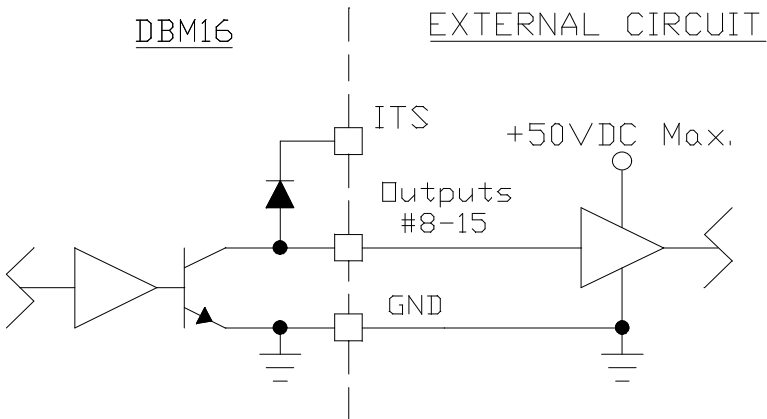 DBM16
EXTERNAL CIRCUIT
ITS
+50VDC Max.
Outputs
#8-15
GND